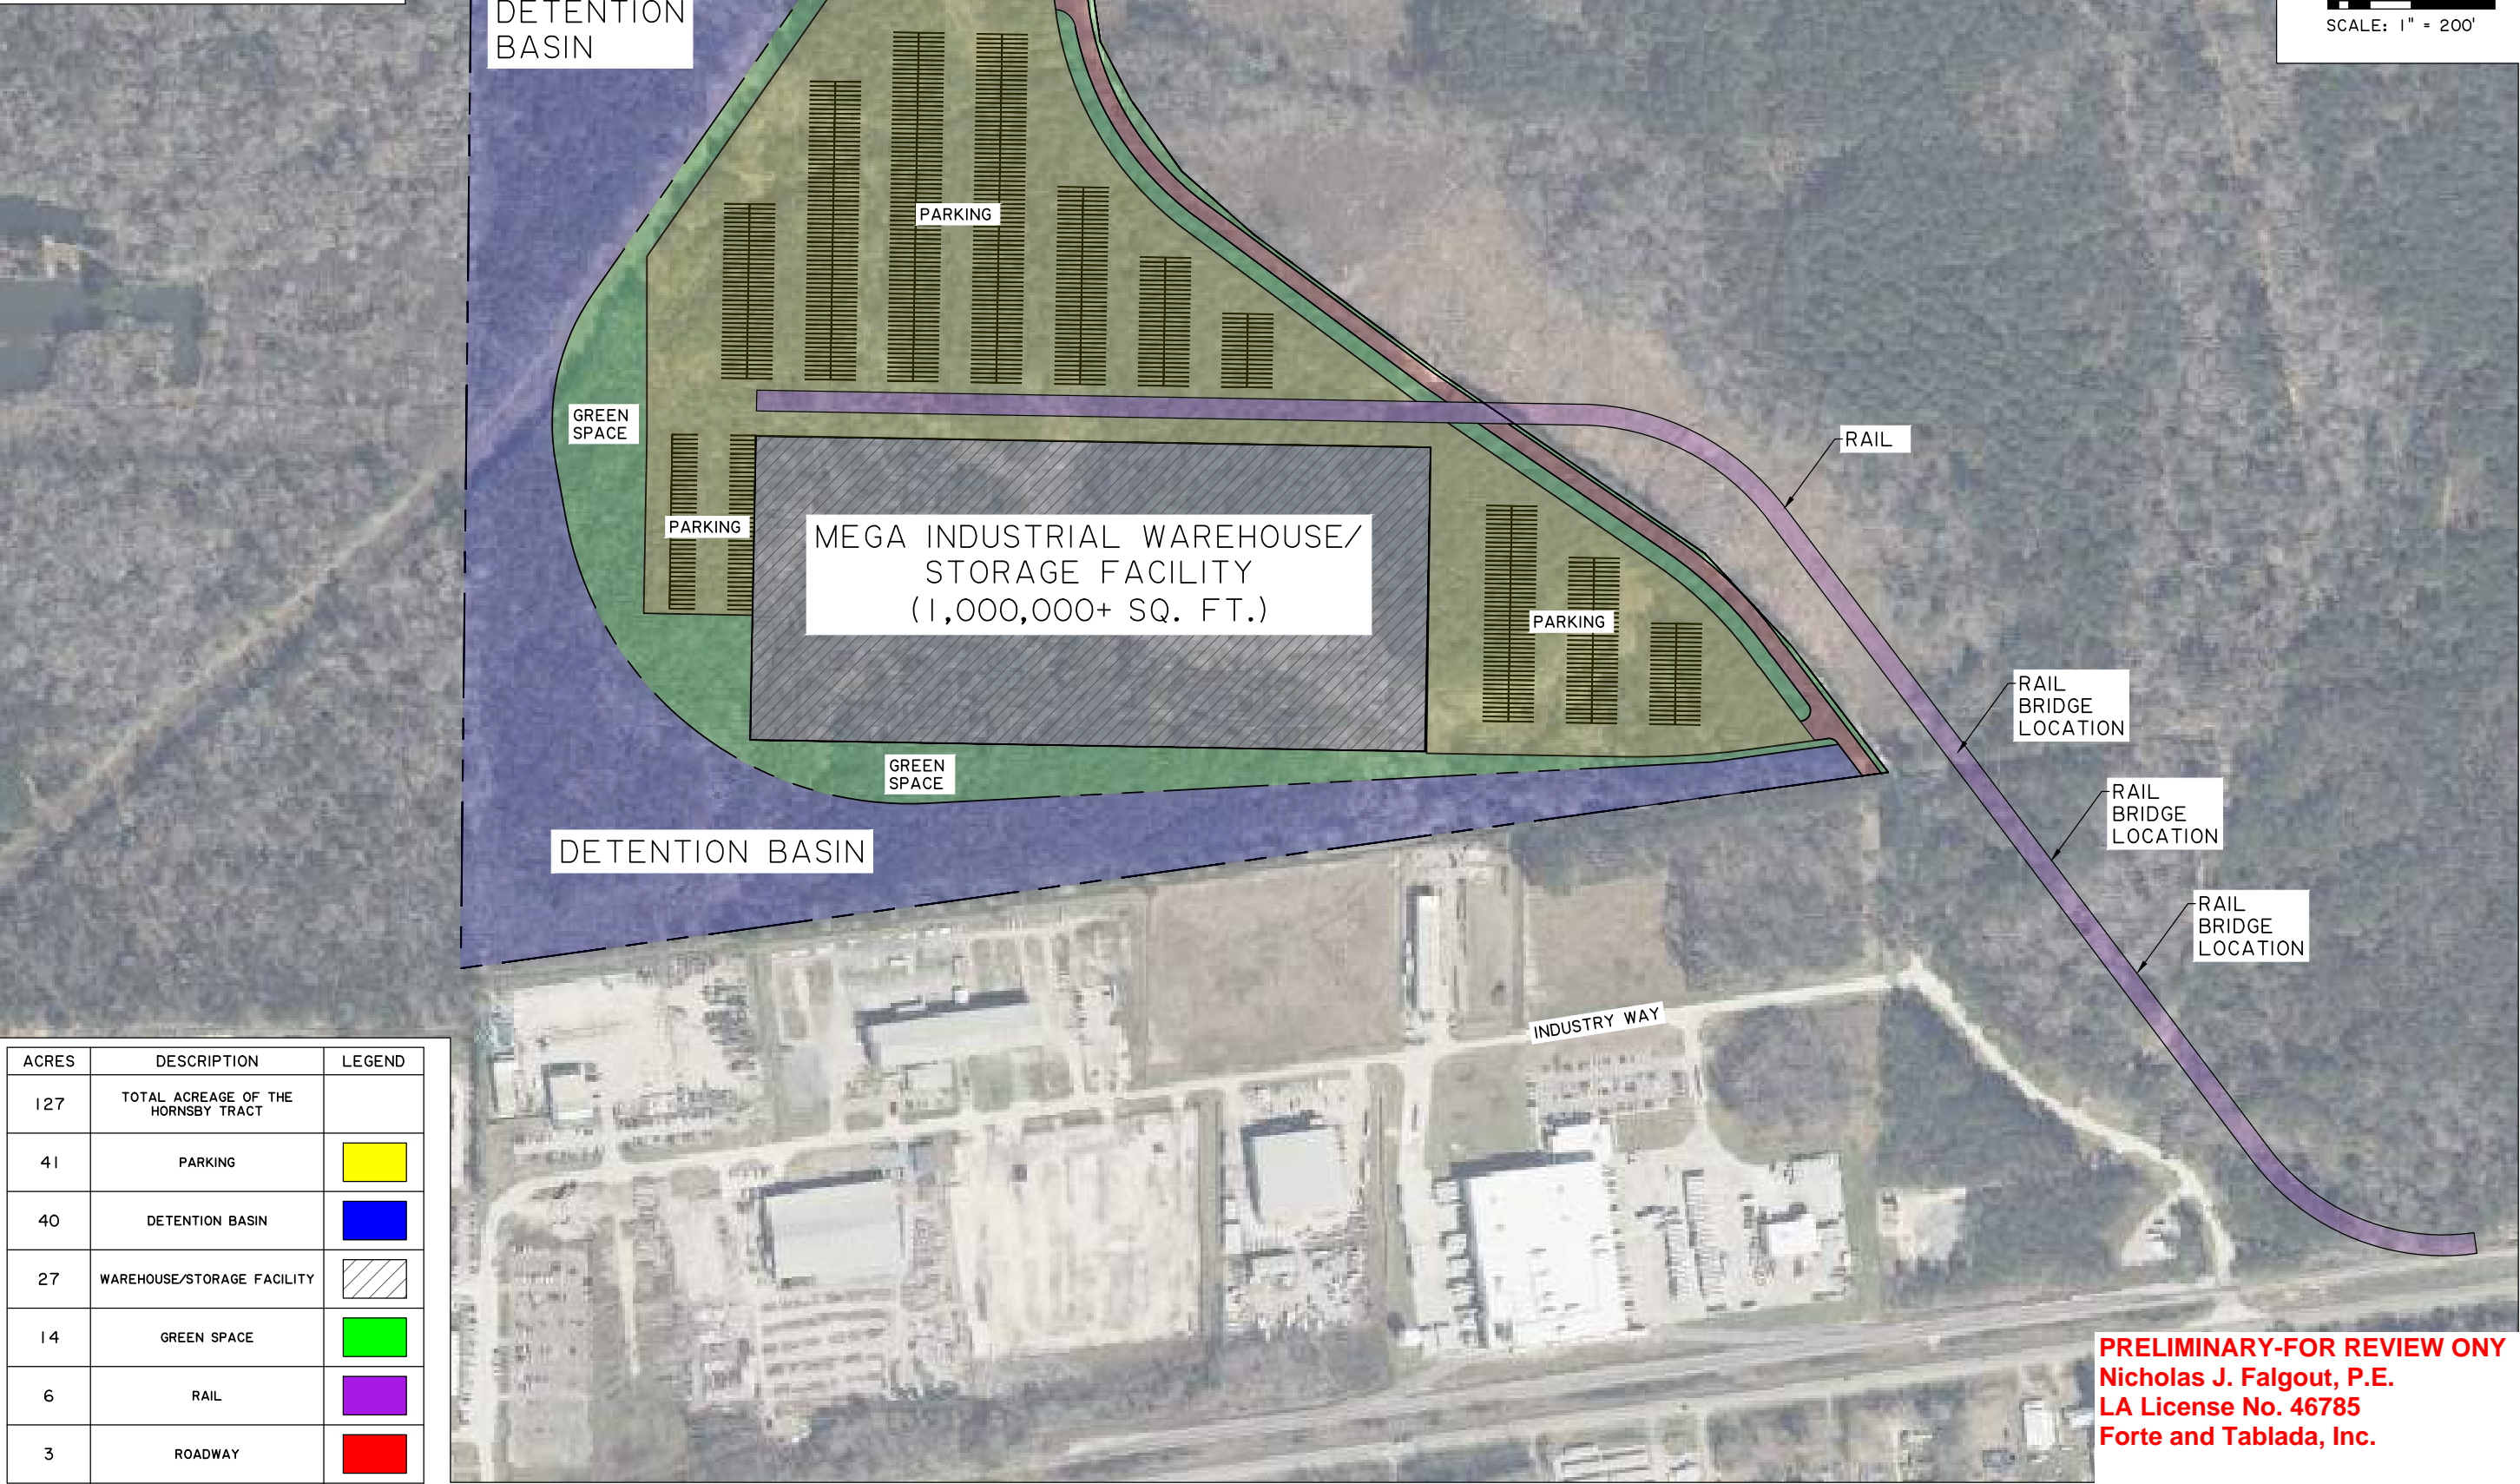 DETENTION
BASIN
SCALE: 1" = 200'
PARKING
GREEN
SPACE
RAIL
PARKING
MEGA INDUSTRIAL WAREHOUSE/
STORAGE FACILITY
(1,000,000+ SQ. FT.)
PARKING
RAIL
BRIDGE
LOCATION
GREEN
SPACE
RAIL
BRIDGE
LOCATION
DETENTION BASIN
RAIL
BRIDGE
LOCATION
INDUSTRY WAY
ACRES DESCRIPTION LEGEND
127 TOTAL ACREAGE OF THE
HORNSBY TRACT
41 PARKING
40 DETENTION BASIN
27 WAREHOUSE/STORAGE FACILITY
14 GREEN SPACE
6 RAIL
3 ROADWAY
PRELIMINARY-FOR REVIEW ONY
Nicholas J. Falgout, P.E.
LA License No. 46785
Forte and Tablada, Inc.